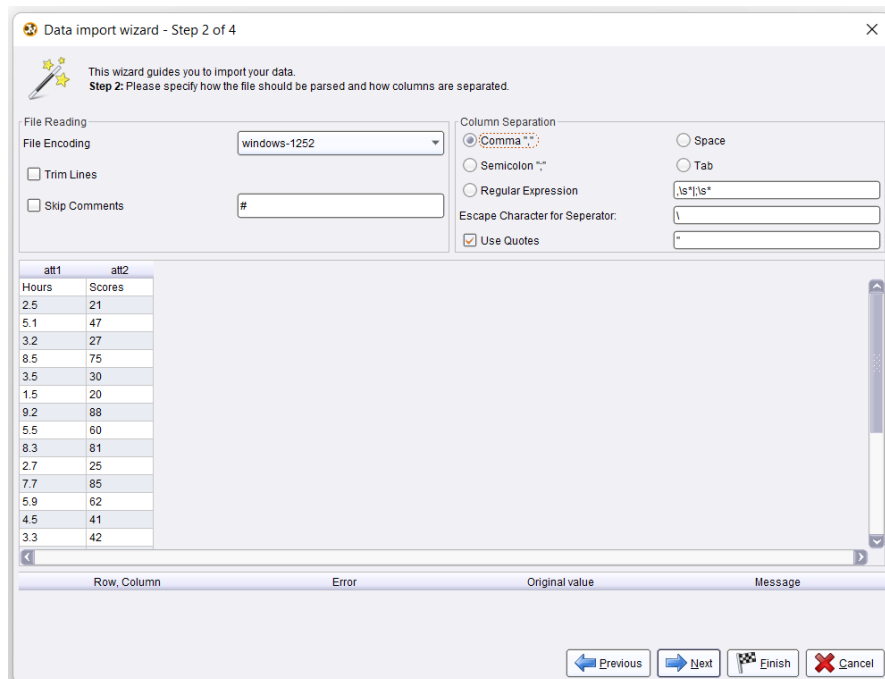 Data import wizard - Step 2 of 4
This wizard guides you to import your data.
Step 2: Please specify how the file should be parsed and how columns are separated.
File Reading
File Encoding
windows-1252
Trim Lines
Skip Comments
#
Column Separation
Comma ","
Space
Semicolon ";"
Tab
Regular Expression
,\s*|;\s*
Escape Character for Seperator:
\
Use Quotes
"
att1 att2
Hours Scores
2.5 21
5.1 47
3.2 27
8.5 75
3.5 30
1.5 20
9.2 88
5.5 60
8.3 81
2.7 25
7.7 85
5.9 62
4.5 41
3.3 42
Row, Column Error Original value Message
Previous Next Finish Cancel